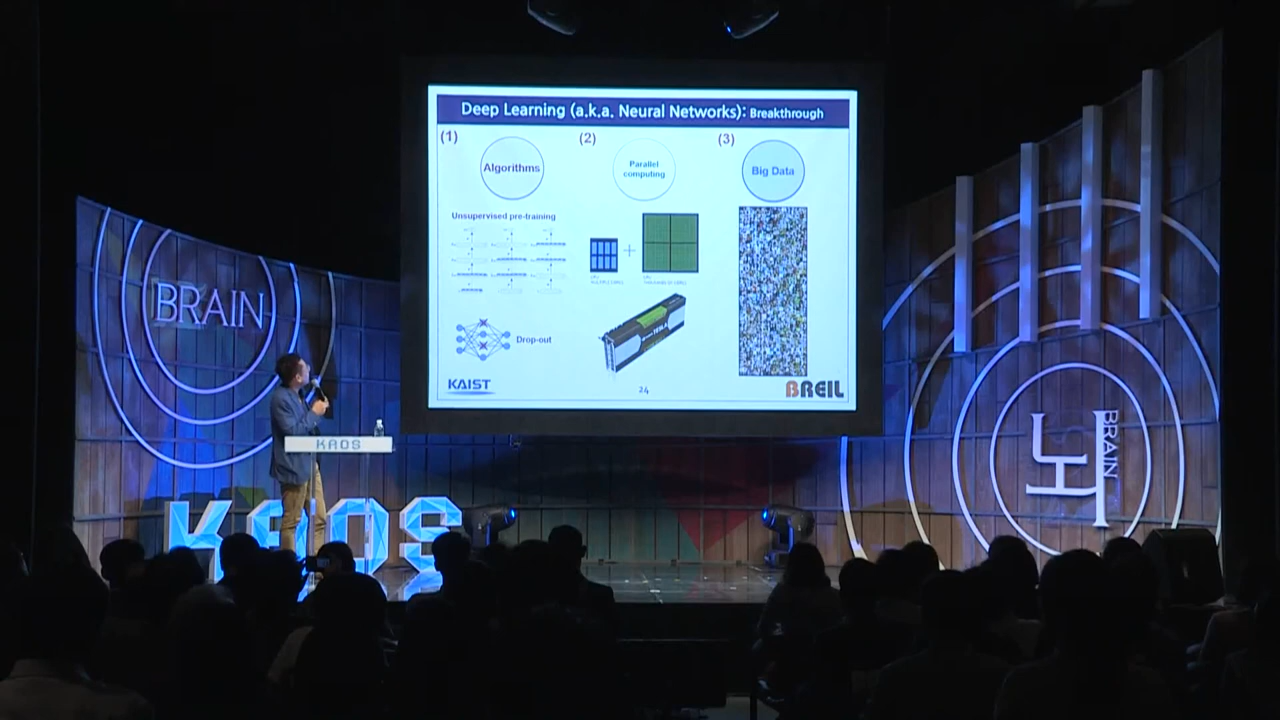 Deep Learning (a.k.a. Neural Networks): Breakthrough
(1)
Algorithms
Unsupervised pre-training
Drop-out
(2)
Parallel
computing
TESLA
(3)
Big Data
KAIST
24
BREIL
BRAIN
KAOS
KAOS
뇌
BRAIN